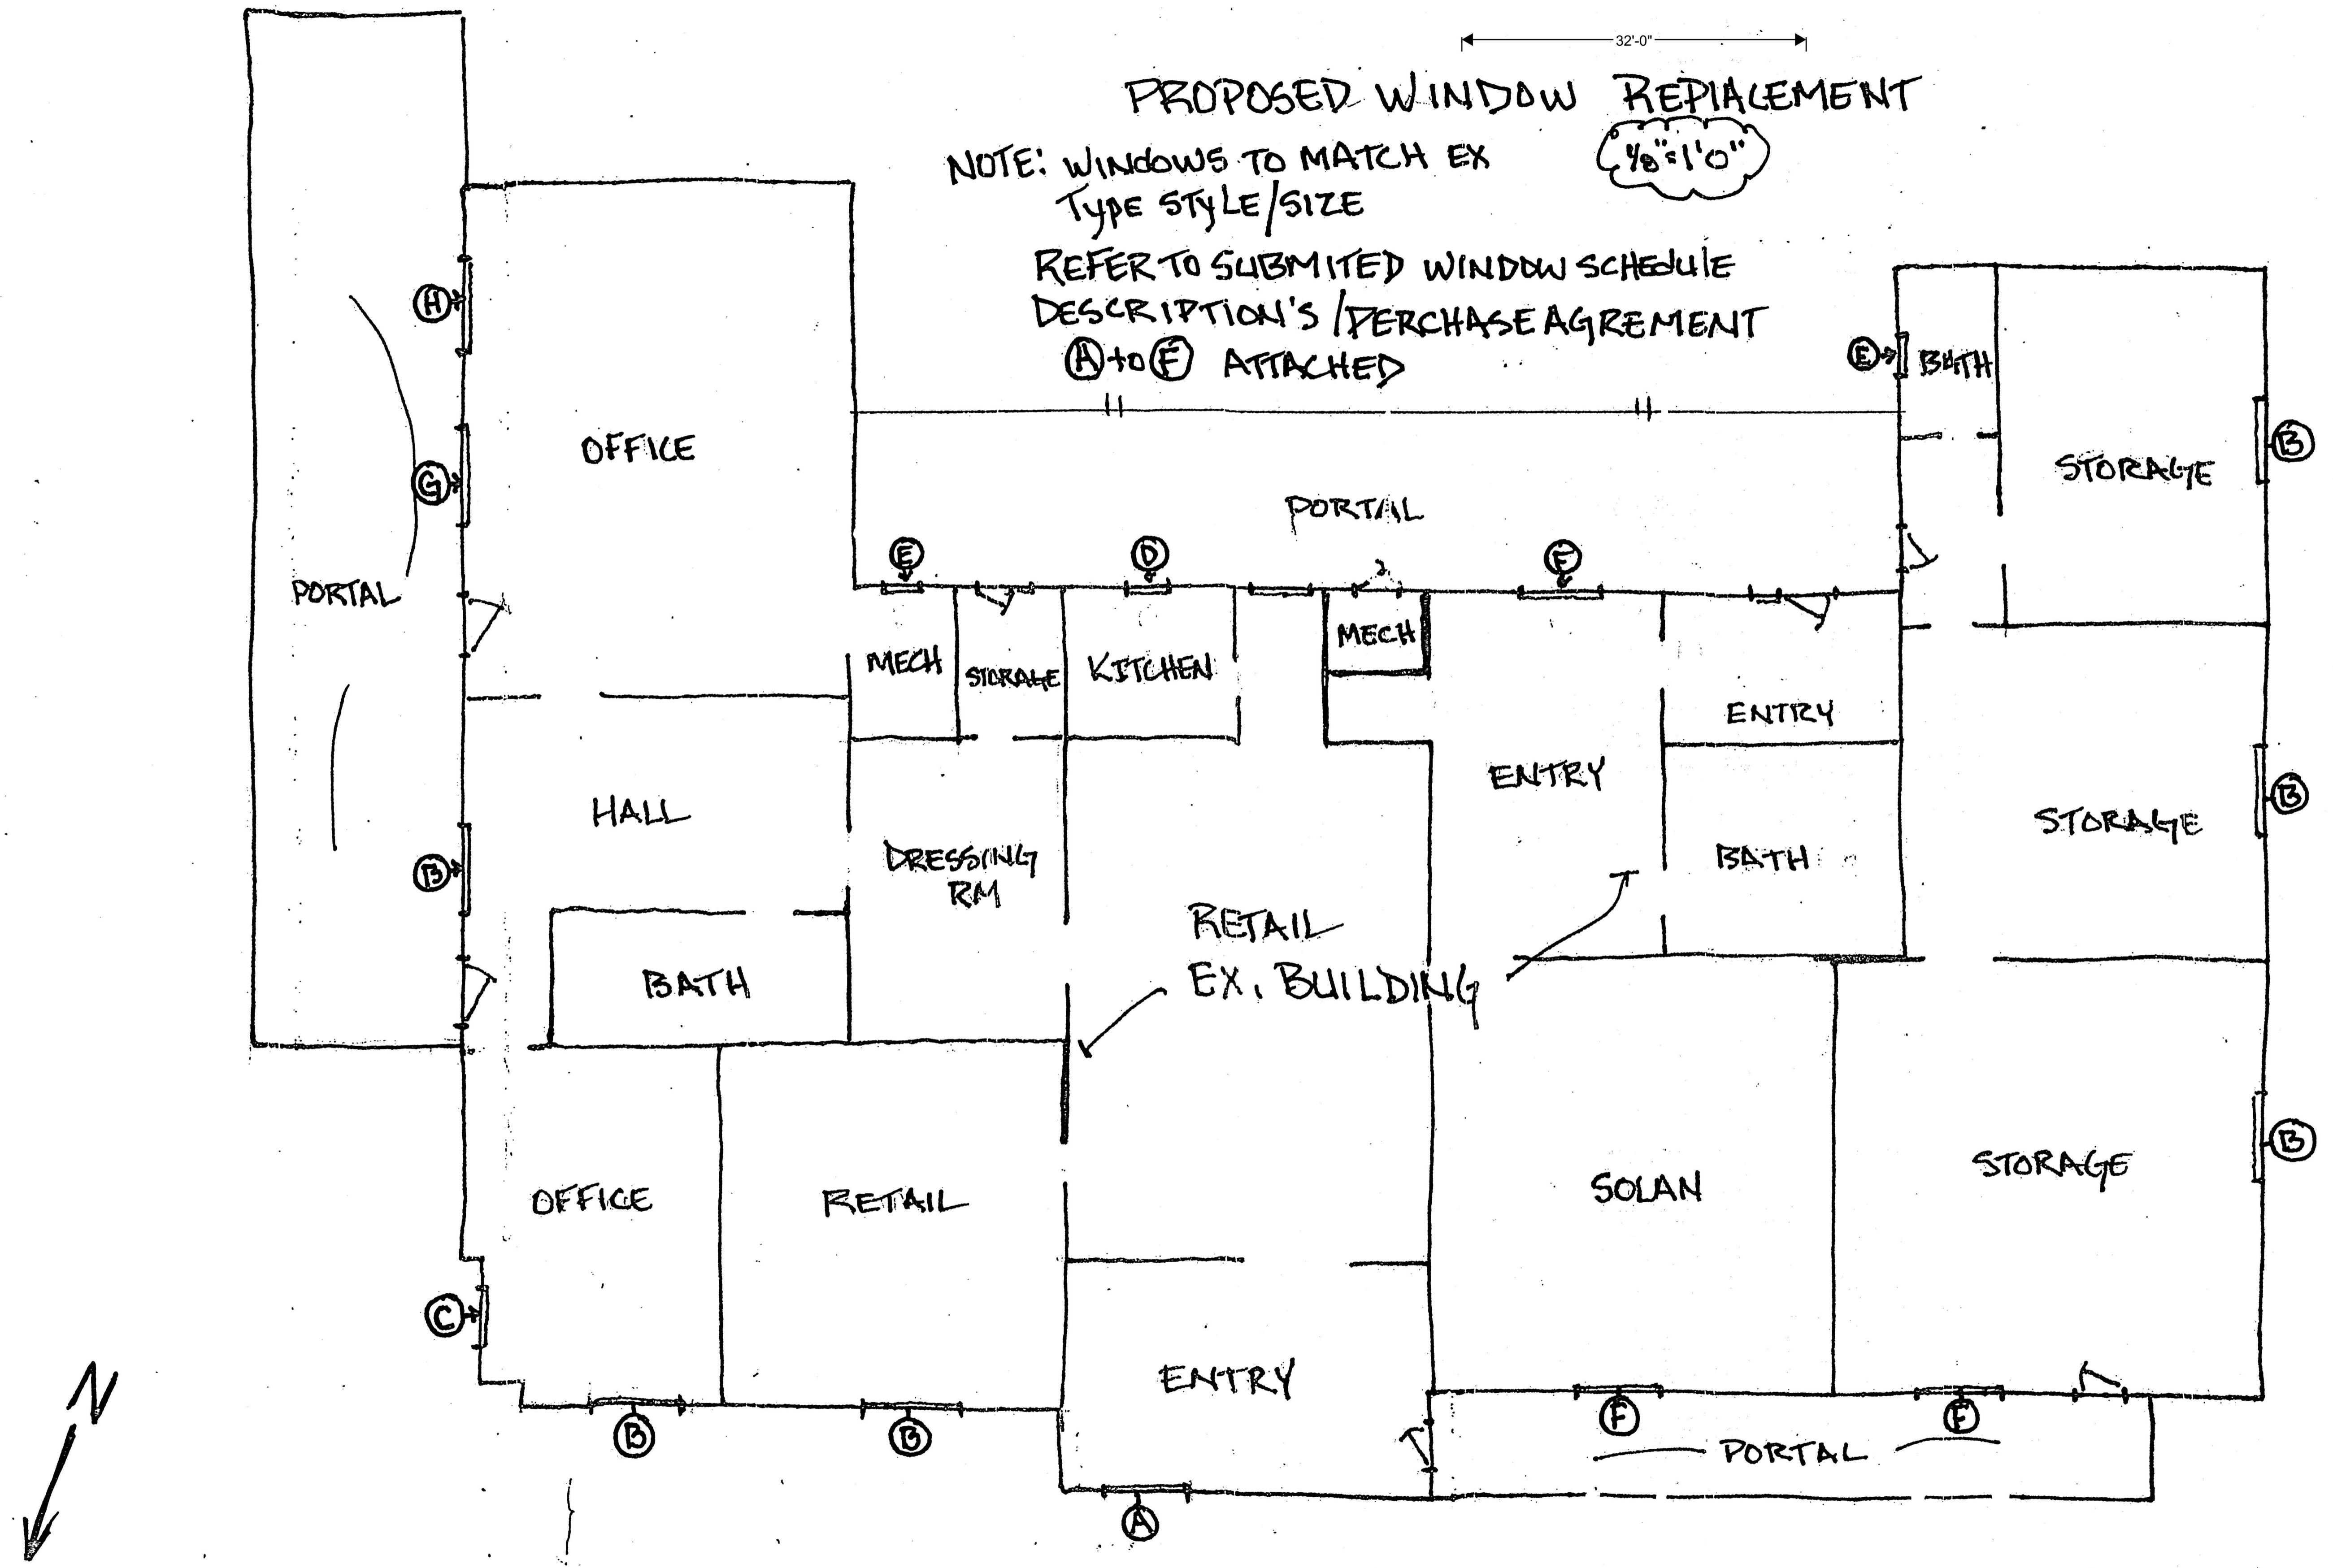 32'-0"
PROPOSED WINDOW REPLACEMENT
NOTE: WINDOWS TO MATCH EX
TYPE STYLE/SIZE
1/8"=1'0"
REFER TO SUBMITED WINDOW SCHEDULE
DESCRIPTION'S /PERCHASE AGREMENT
A to F ATTACHED
H
E
BATH
B
OFFICE
STORAGE
G
PORTAL
E
D
F
PORTAL
MECH
STORAGE
KITCHEN
MECH
ENTRY
ENTRY
HALL
B
DRESSING
RM
BATH
STORAGE
B
RETAIL
EX. BUILDING
BATH
OFFICE
RETAIL
SOLAN
STORAGE
B
C
ENTRY
B
B
F
F
PORTAL
A
N